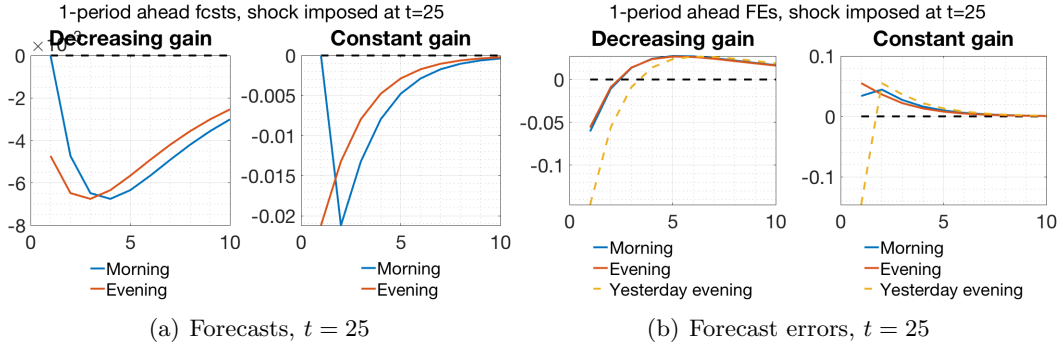 1-period ahead fcsts, shock imposed at t=25
Decreasing gain
Constant gain
0
-2
-4
-6
-8
0
5
10
0
-0.005
-0.01
-0.015
-0.02
0
5
10
Morning
Evening
Morning
Evening
(a) Forecasts, t = 25
1-period ahead FEs, shock imposed at t=25
Decreasing gain
Constant gain
0
-0.05
-0.1
0
5
10
0.1
0
-0.1
0
5
10
Morning
Evening
Yesterday evening
Morning
Evening
Yesterday evening
(b) Forecast errors, t = 25